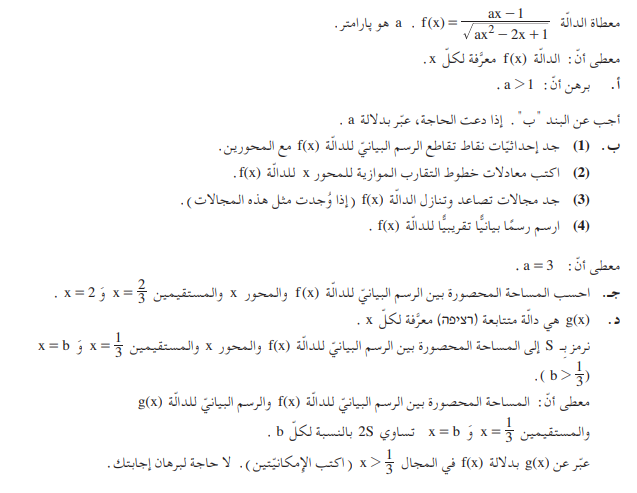 معطاة الدالّة f(x) = (ax − 1) / √(ax² − 2x + 1) . a هو پارامتر.
معطى أنّ: الدالّة f(x) معرَّفة لكلّ x .
أ. برهن أنّ: a > 1 .
أجب عن البند "ب". إذا دعت الحاجة، عبّر بدلالة a .
ب. (1) جد إحداثيّات نقاط تقاطع الرسم البيانيّ للدالّة f(x) مع المحورين.
(2) اكتب معادلات خطوط التقارب الموازية للمحور x للدالّة f(x) .
(3) جد مجالات تصاعد وتنازل الدالّة f(x) (إذا وُجدت مثل هذه المجالات).
(4) ارسم رسمًا بيانيًّا تقريبيًّا للدالّة f(x) .
معطى أنّ: a = 3 .
جـ. احسب المساحة المحصورة بين الرسم البيانيّ للدالّة f(x) والمحور x والمستقيمين x = 2/3 وَ x = 2 .
د. g(x) هي دالّة متتابعة (רציפה) معرَّفة لكلّ x .
نرمز بـ S إلى المساحة المحصورة بين الرسم البيانيّ للدالّة f(x) والمحور x والمستقيمين x = 1/3 وَ x = b
(b > 1/3) .
معطى أنّ: المساحة المحصورة بين الرسم البيانيّ للدالّة f(x) والرسم البيانيّ للدالّة g(x)
والمستقيمين x = 1/3 وَ x = b تساوي 2S بالنسبة لكلّ b .
عبّر عن g(x) بدلالة f(x) في المجال x > 1/3 (اكتب الإمكانيّتين). لا حاجة لبرهان إجابتك.